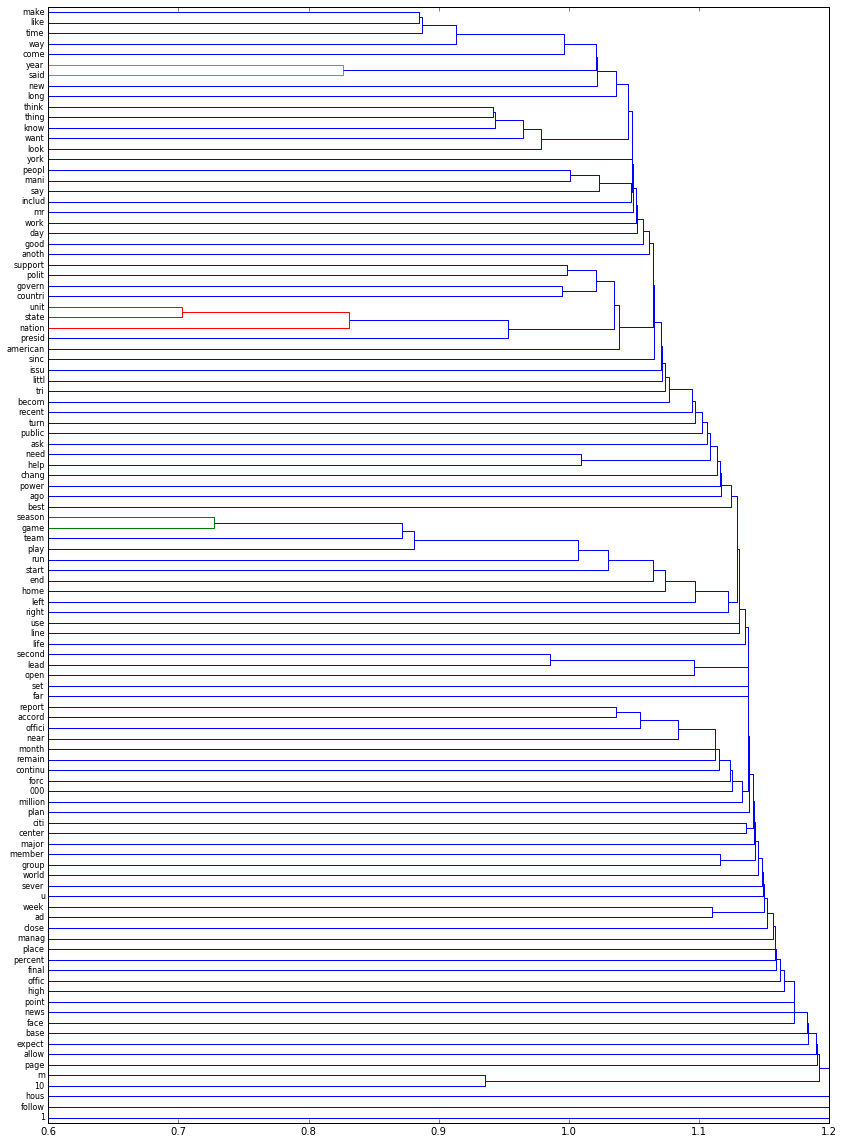 make
like
time
way
come
year
said
new
long
think
thing
know
want
look
york
peopl
mani
say
includ
mr
work
day
good
anoth
support
polit
govern
countri
unit
state
nation
presid
american
sinc
issu
littl
tri
becom
recent
turn
public
ask
need
help
chang
power
ago
best
season
game
team
play
run
start
end
home
left
right
use
line
life
second
lead
open
set
far
report
accord
offici
near
month
remain
continu
forc
000
million
plan
citi
center
major
member
group
world
sever
u
week
ad
close
manag
place
percent
final
offic
high
point
news
face
base
expect
allow
page
m
10
hous
follow
1
0.6 0.7 0.8 0.9 1.0 1.1 1.2